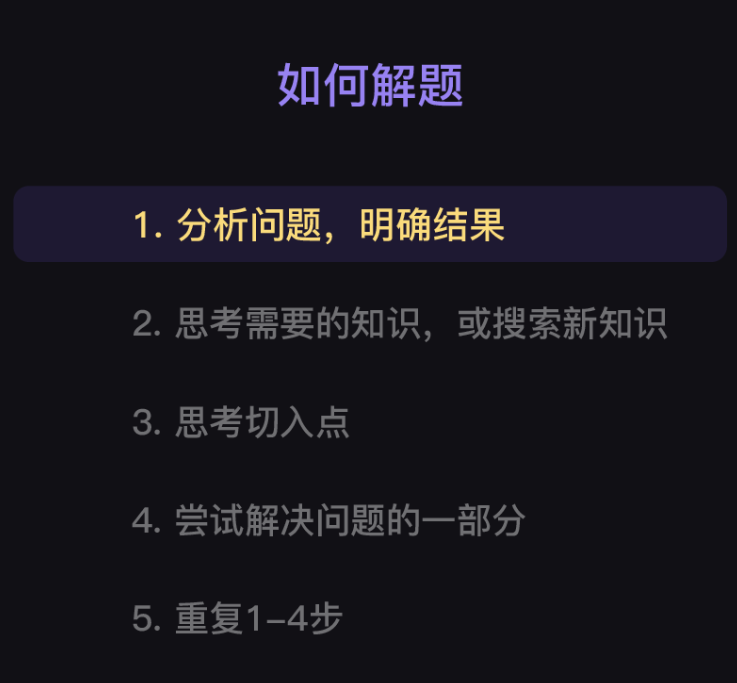 如何解题
1. 分析问题，明确结果
2. 思考需要的知识，或搜索新知识
3. 思考切入点
4. 尝试解决问题的一部分
5. 重复1-4步